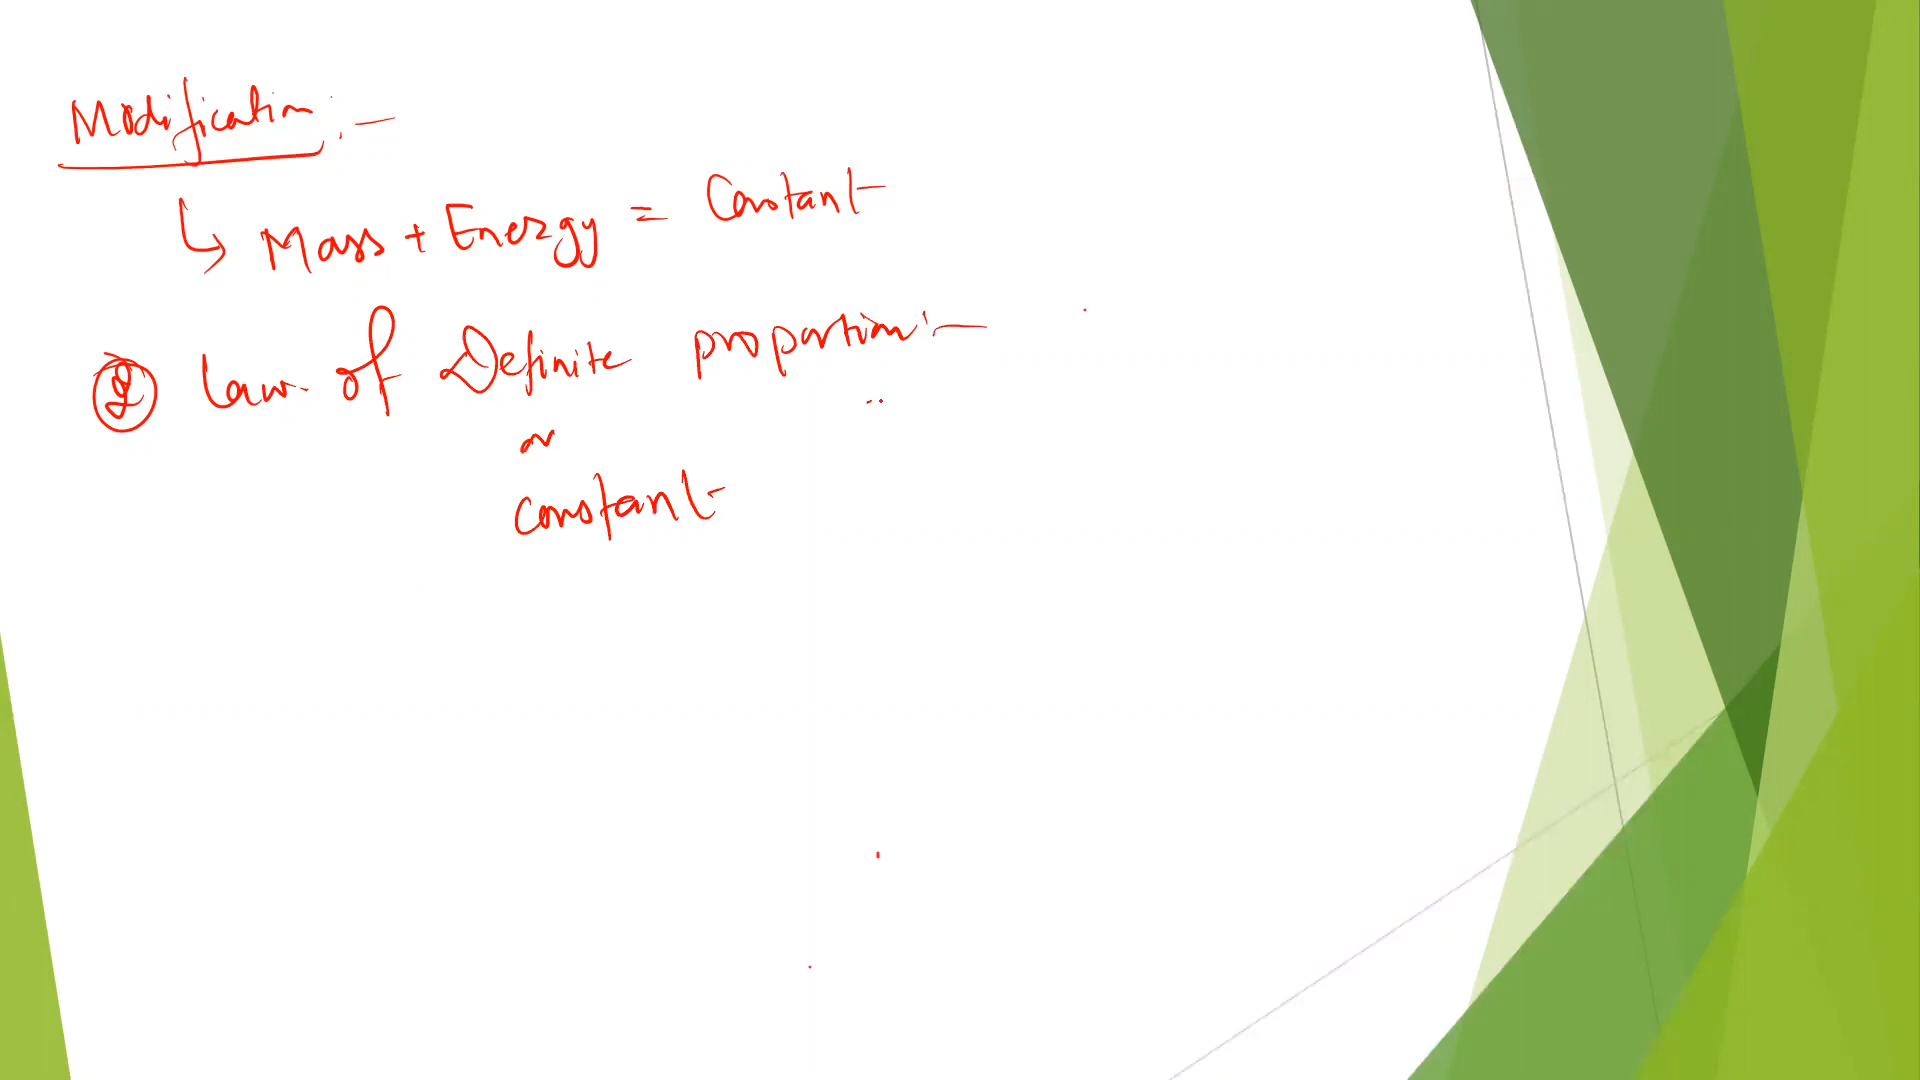 Modification :-
↳ Mass + Energy = Constant
② Law of Definite proportion :-
or
constant